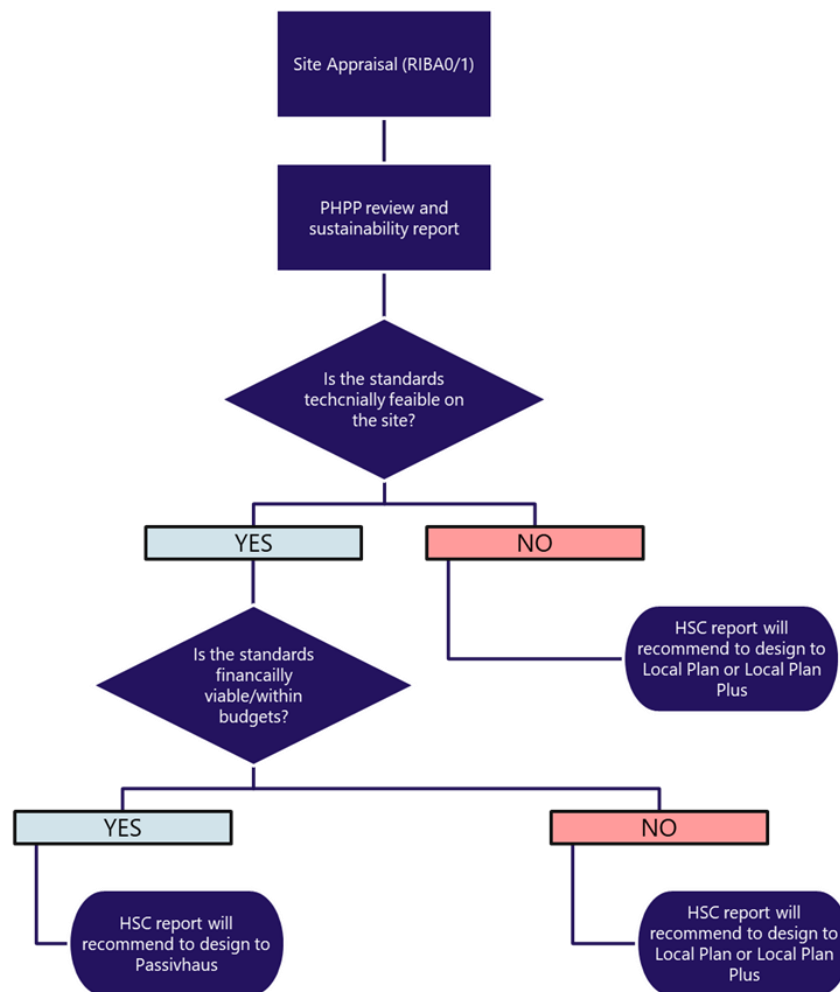 Site Appraisal (RIBA0/1)
PHPP review and
sustainability report
Is the standards
techcnially feaible on
the site?
YES
NO
HSC report will
recommend to design to
Local Plan or Local Plan
Plus
Is the standards
financailly
viable/within
budgets?
YES
NO
HSC report will
recommend to design to
Passivhaus
HSC report will
recommend to design to
Local Plan or Local Plan
Plus